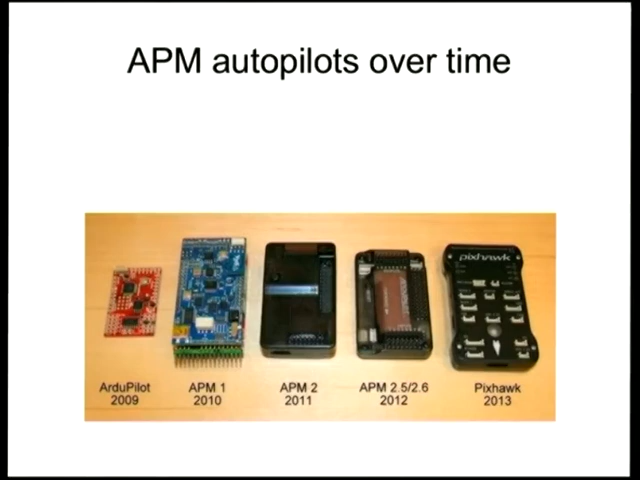 APM autopilots over time
pixhawk
ArduPilot
2009
APM 1
2010
APM 2
2011
APM 2.5/2.6
2012
Pixhawk
2013